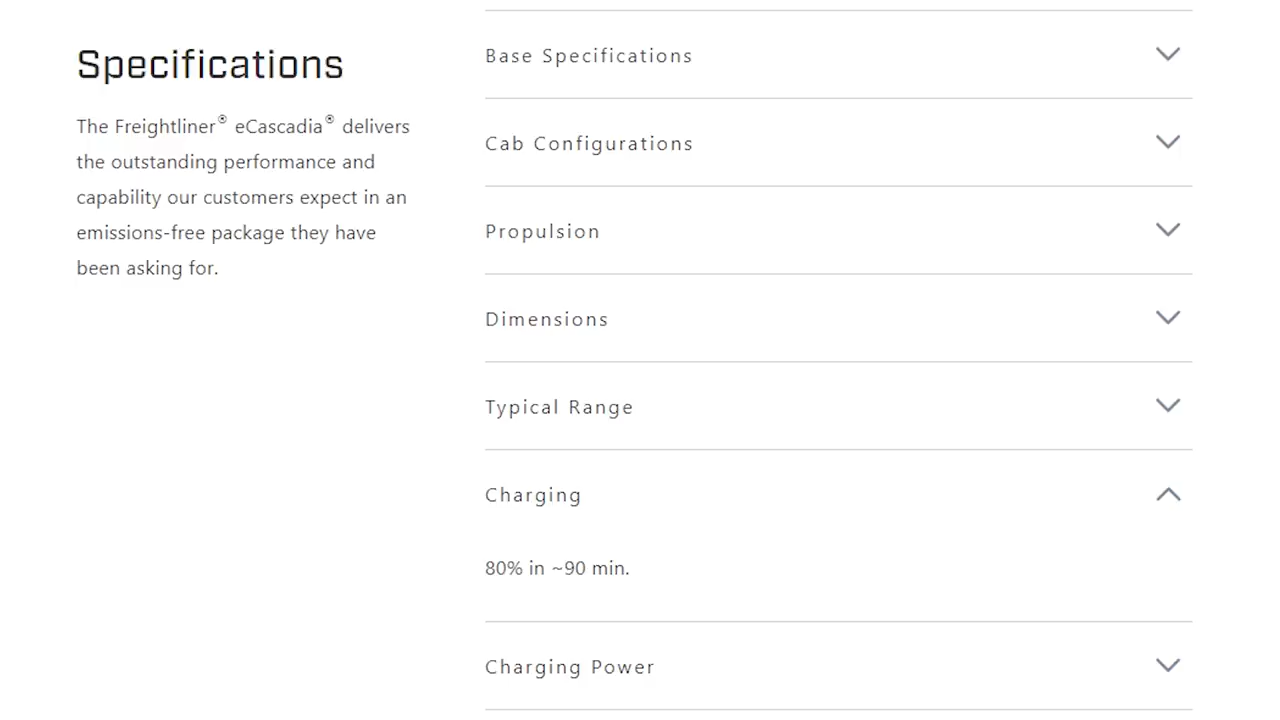 Specifications
The Freightliner® eCascadia® delivers
the outstanding performance and
capability our customers expect in an
emissions-free package they have
been asking for.
Base Specifications
Cab Configurations
Propulsion
Dimensions
Typical Range
Charging
80% in ~90 min.
Charging Power